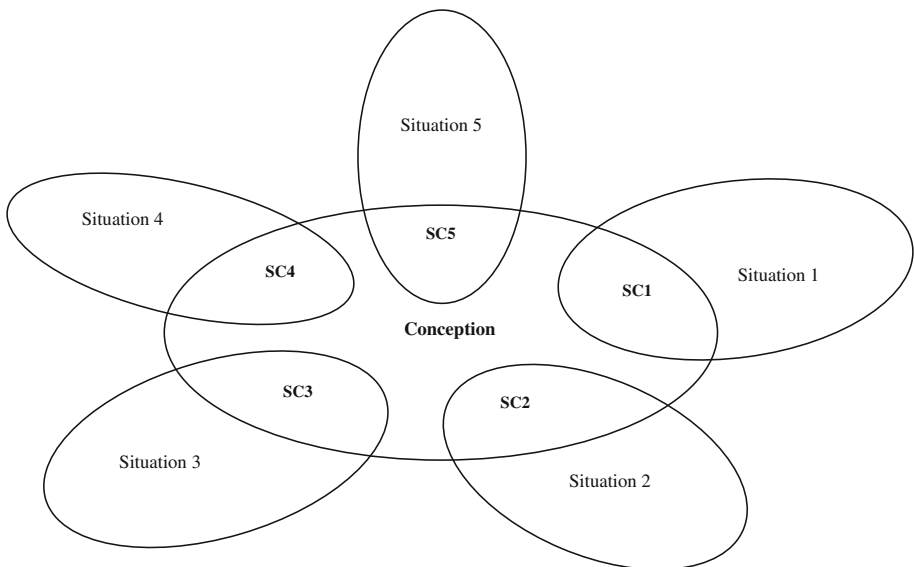 Situation 5
Situation 4
SC5
SC4
Situation 1
SC1
Conception
SC3
SC2
Situation 3
Situation 2